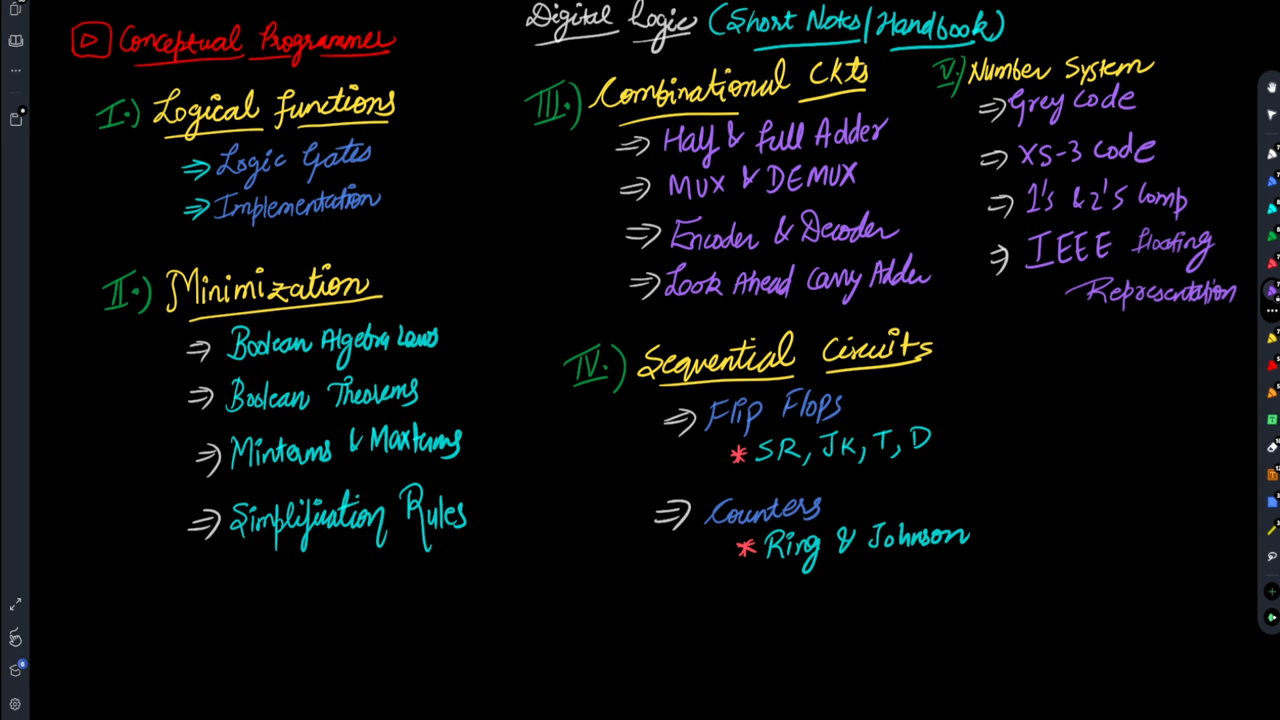 Conceptual Programmer
Digital Logic (Short Notes/Handbook)
I.) Logical functions
⇒ Logic Gates
⇒ Implementation
II.) Minimization
⇒ Boolean Algebra Laws
⇒ Boolean Theorems
⇒ Minterms & Maxterms
⇒ Simplification Rules
III.) Combinational Ckts
⇒ Half & full Adder
⇒ MUX & DEMUX
⇒ Encoder & Decoder
⇒ Look Ahead Carry Adder
IV.) Sequential Circuits
⇒ Flip Flops
* SR, JK, T, D
⇒ Counters
* Ring & Johnson
V.) Number System
⇒ Grey Code
⇒ XS-3 Code
⇒ 1's & 2's Comp
⇒ IEEE floating
Representation